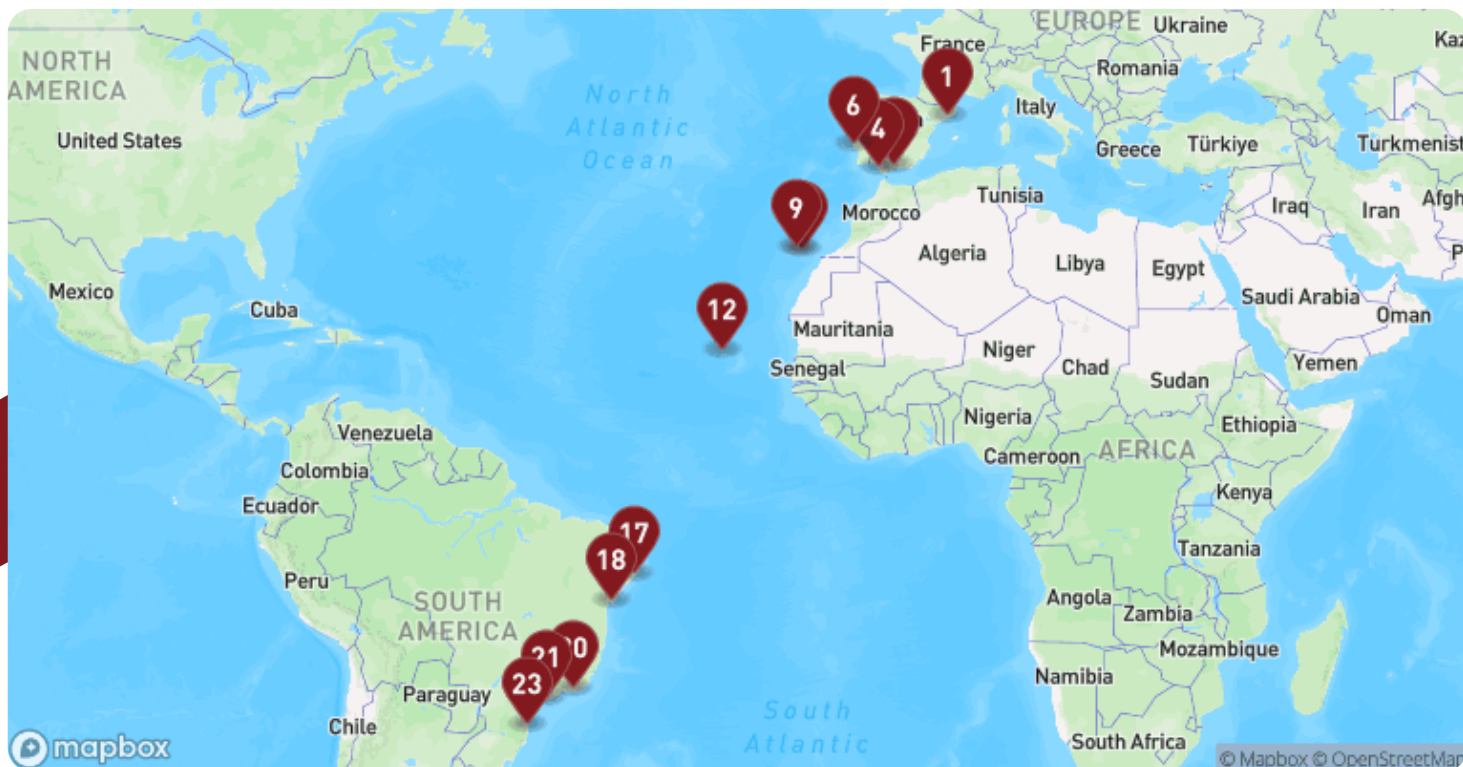 EUROPE
Ukraine
NORTH
AMERICA
France
Romania
1
6
4
North
Atlantic
Ocean
Italy
United States
Greece
Türkiye
Turkmenist
Tunisia
9
Morocco
Iraq
Iran
Algeria
Libya
Egypt
Mexico
Cuba
12
Saudi Arabia
Oman
Mauritania
Niger
Chad
Sudan
Yemen
Senegal
Nigeria
Ethiopia
Venezuela
Cameroon
AFRICA
Colombia
Ecuador
Kenya
17
18
Tanzania
Peru
SOUTH
AMERICA
Angola
Zambia
20
21
23
Mozambique
Namibia
Paraguay
Chile
South
Atlantic
South Africa
mapbox
© Mapbox © OpenStreetMap